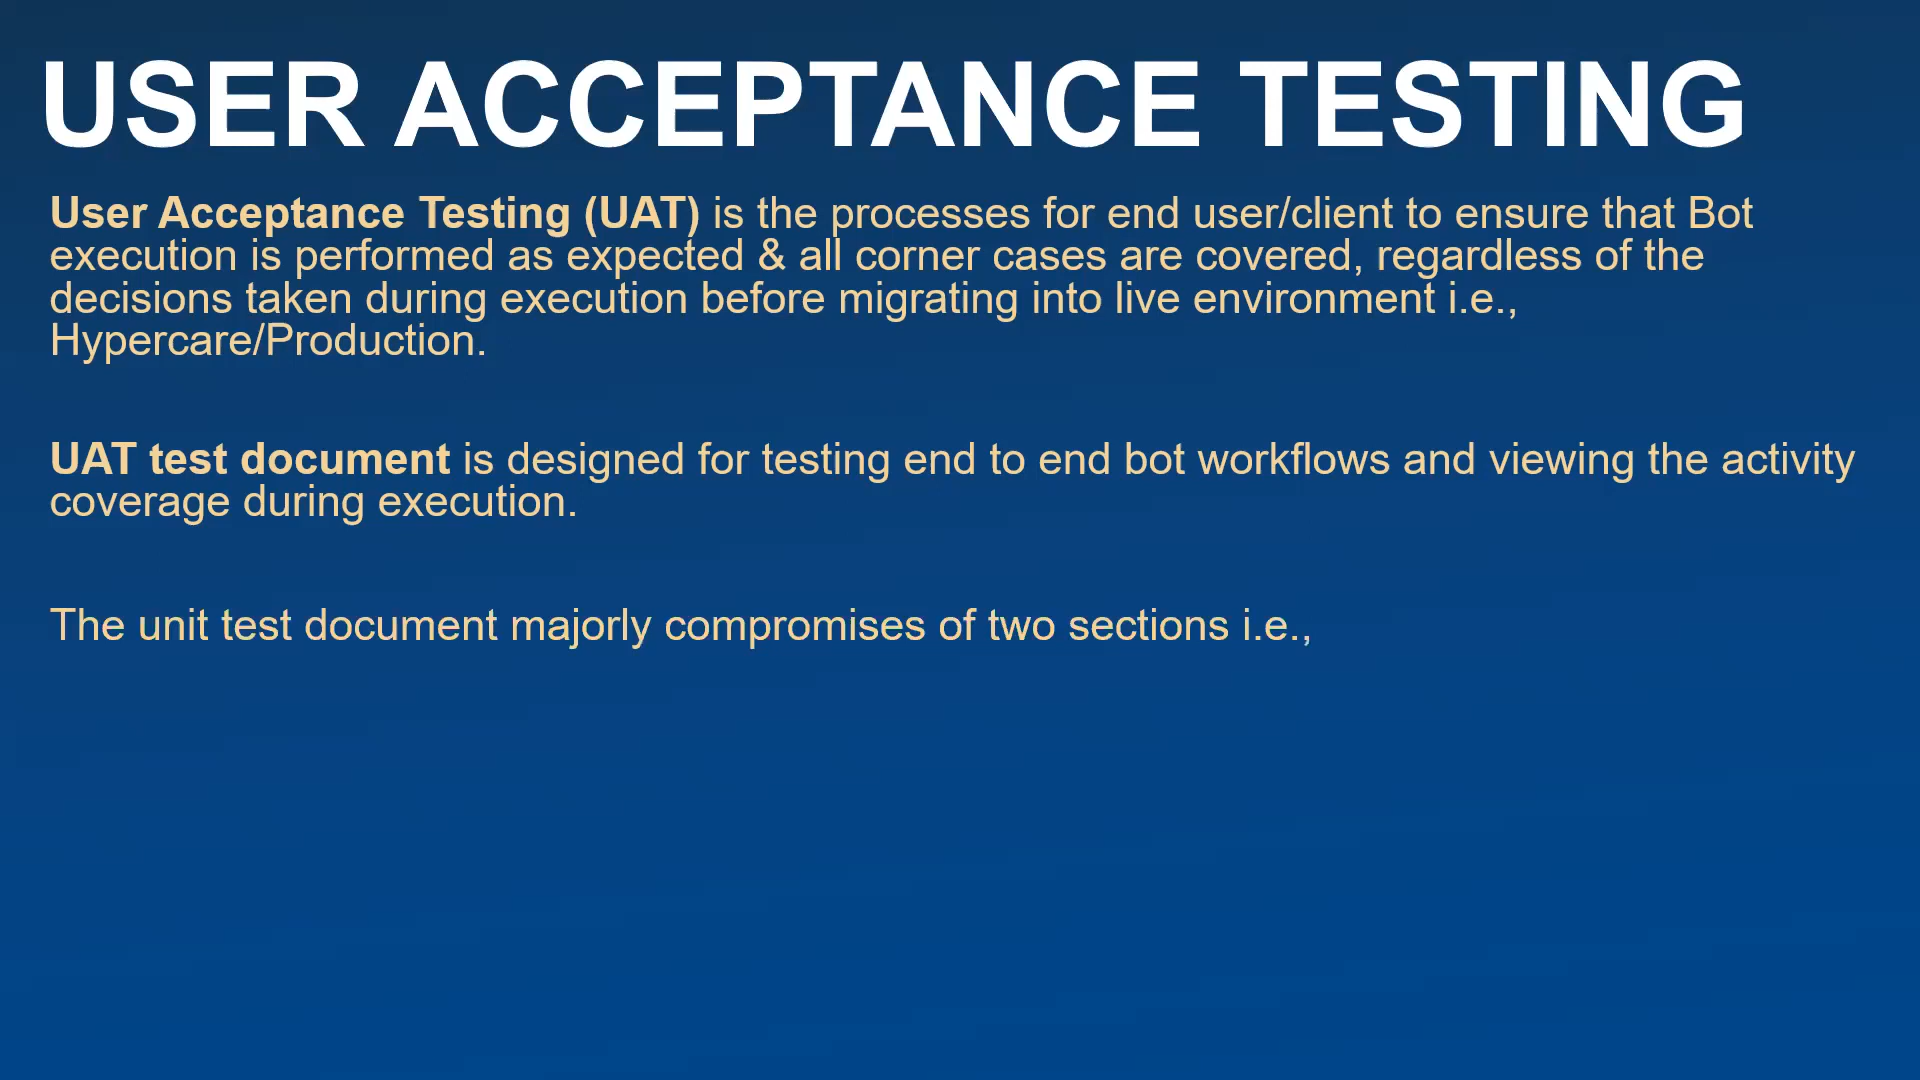 USER ACCEPTANCE TESTING
User Acceptance Testing (UAT) is the processes for end user/client to ensure that Bot
execution is performed as expected & all corner cases are covered, regardless of the
decisions taken during execution before migrating into live environment i.e.,
Hypercare/Production.
UAT test document is designed for testing end to end bot workflows and viewing the activity
coverage during execution.
The unit test document majorly compromises of two sections i.e.,